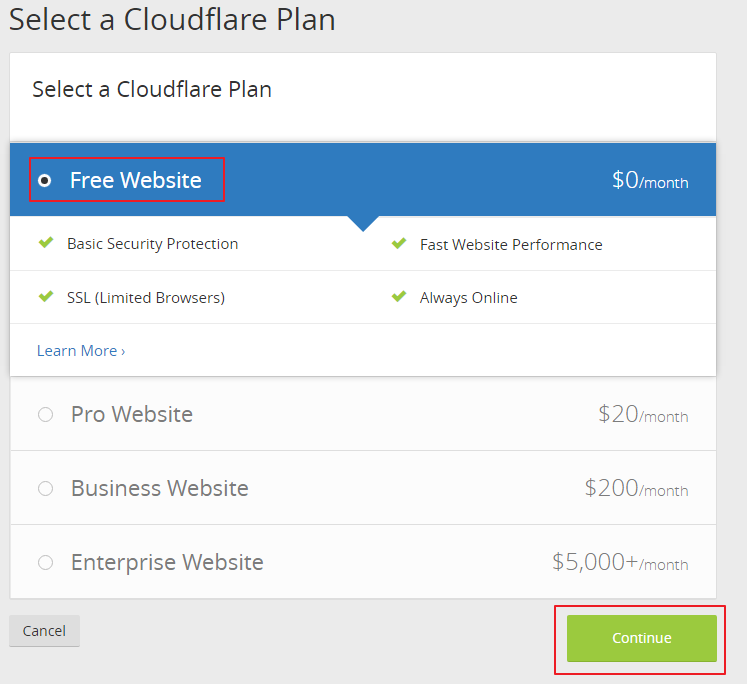 Select a Cloudflare Plan
Select a Cloudflare Plan
Free Website $0/month
Basic Security Protection Fast Website Performance
SSL (Limited Browsers) Always Online
Learn More ›
Pro Website $20/month
Business Website $200/month
Enterprise Website $5,000+/month
Cancel Continue